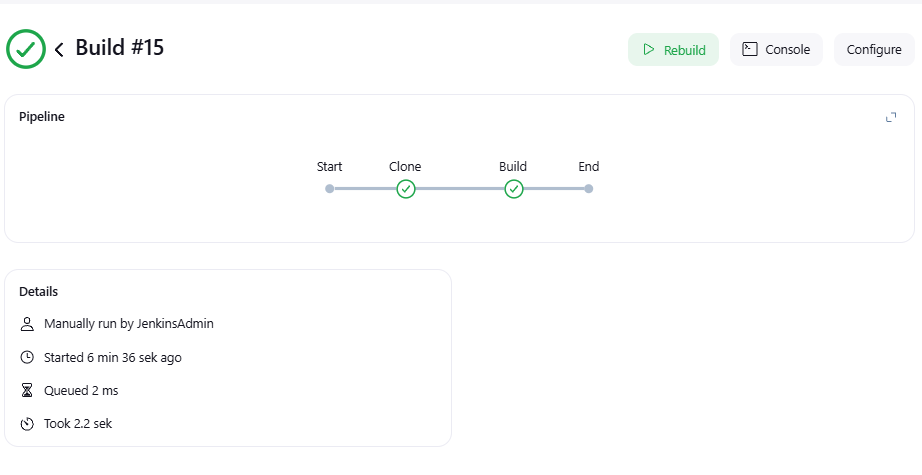 Build #15
Rebuild
Console
Configure
Pipeline
Start
Clone
Build
End
Details
Manually run by JenkinsAdmin
Started 6 min 36 sek ago
Queued 2 ms
Took 2.2 sek